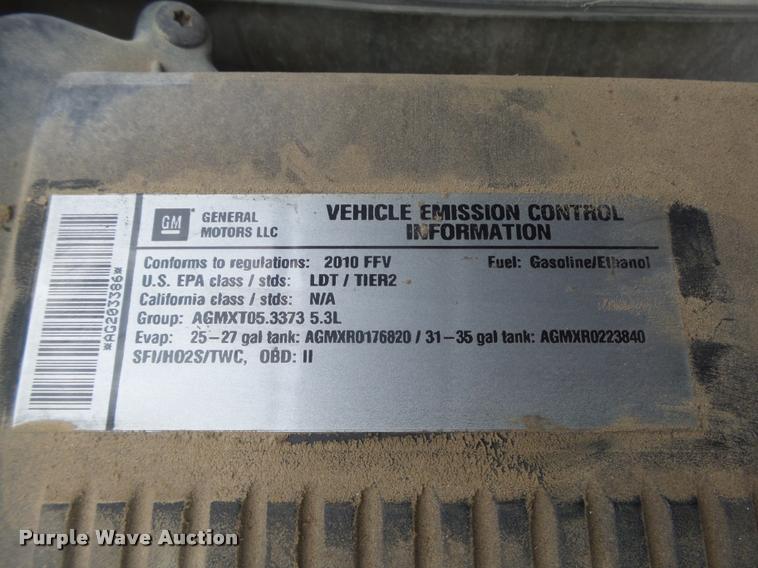 GM GENERAL MOTORS LLC
VEHICLE EMISSION CONTROL
INFORMATION
Conforms to regulations: 2010 FFV Fuel: Gasoline/Ethanol
U.S. EPA class / stds: LDT / TIER2
California class / stds: N/A
Group: AGMXT05.3373 5.3L
Evap: 25-27 gal tank: AGMXR0176820 / 31-35 gal tank: AGMXR0223840
SFI/HO2S/TWC, OBD: II
*AG203386*
Purple Wave Auction